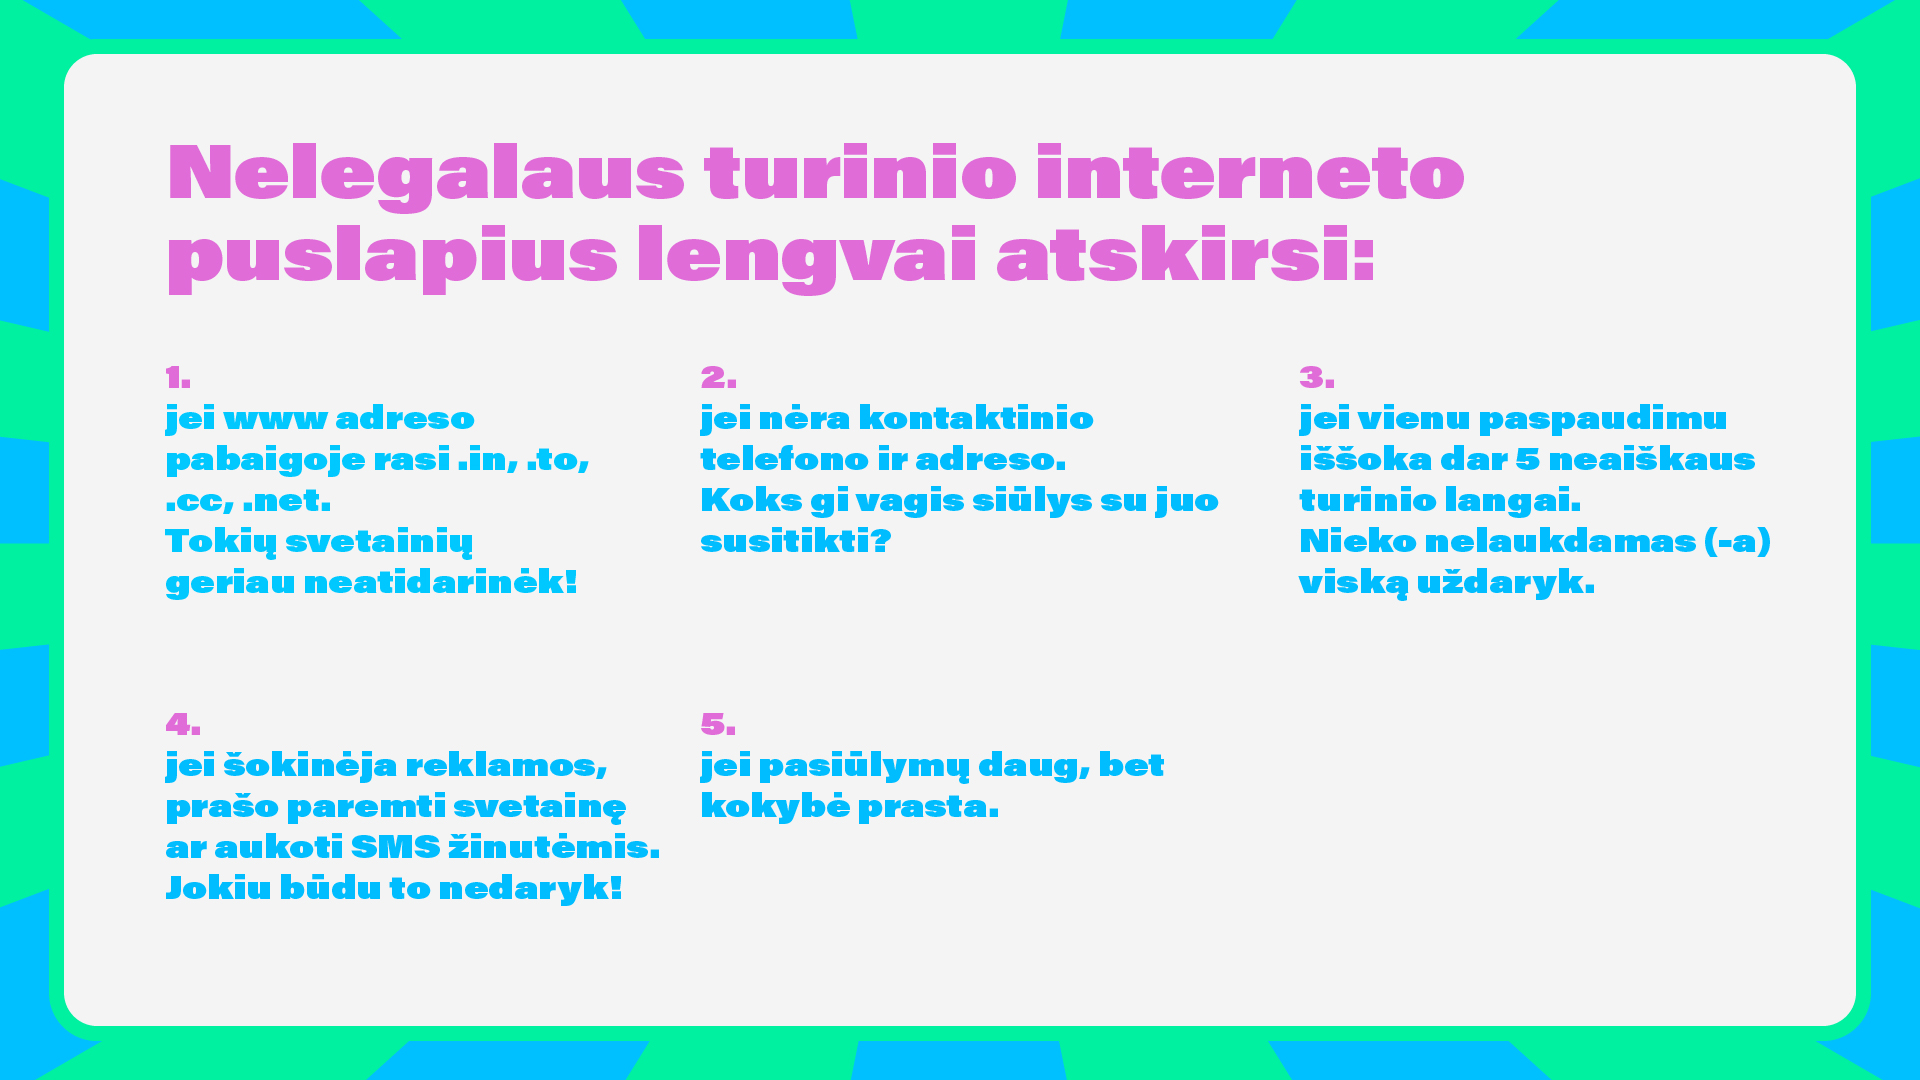 Nelegalaus turinio interneto
puslapius lengvai atskirsi:
1.
jei www adreso
pabaigoje rasi .in, .to,
.cc, .net.
Tokių svetainių
geriau neatidarinėk!
2.
jei nėra kontaktinio
telefono ir adreso.
Koks gi vagis siūlys su juo
susitikti?
3.
jei vienu paspaudimu
iššoka dar 5 neaiškaus
turinio langai.
Nieko nelaukdamas (-a)
viską uždaryk.
4.
jei šokinėja reklamos,
prašo paremti svetainę
ar aukoti SMS žinutėmis.
Jokiu būdu to nedaryk!
5.
jei pasiūlymų daug, bet
kokybė prasta.